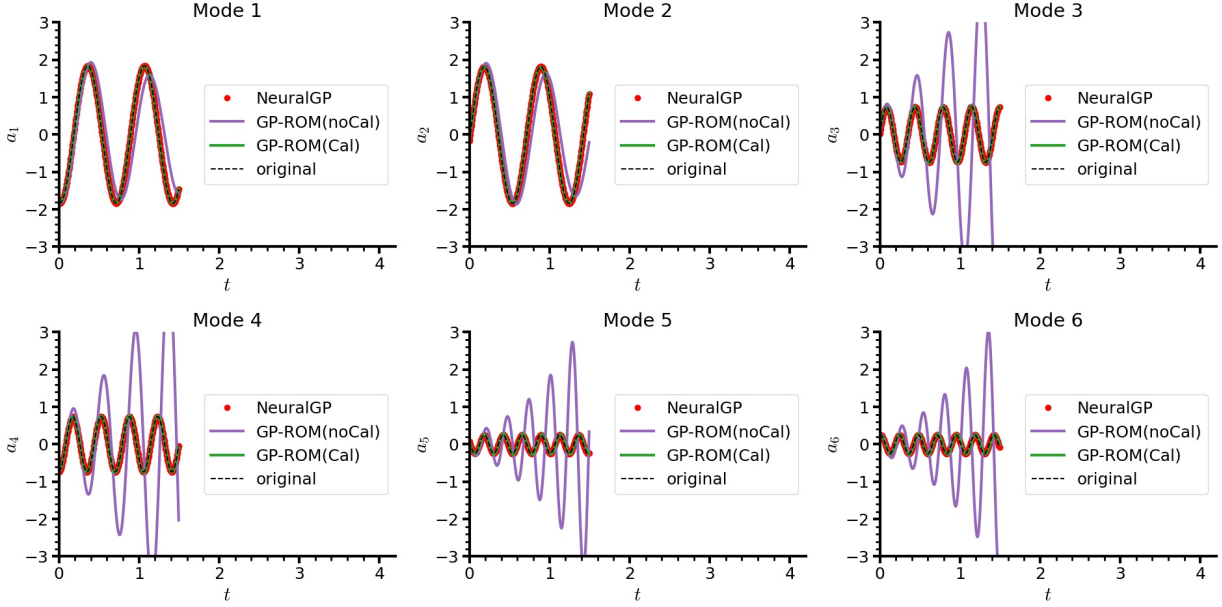 Mode 1
3
2
1
0
−1
−2
−3
a1
0
1
2
3
4
t
NeuralGP
GP-ROM(noCal)
GP-ROM(Cal)
original
Mode 2
3
2
1
0
−1
−2
−3
a2
0
1
2
3
4
t
NeuralGP
GP-ROM(noCal)
GP-ROM(Cal)
original
Mode 3
3
2
1
0
−1
−2
−3
a3
0
1
2
3
4
t
NeuralGP
GP-ROM(noCal)
GP-ROM(Cal)
original
Mode 4
3
2
1
0
−1
−2
−3
a4
0
1
2
3
4
t
NeuralGP
GP-ROM(noCal)
GP-ROM(Cal)
original
Mode 5
3
2
1
0
−1
−2
−3
a5
0
1
2
3
4
t
NeuralGP
GP-ROM(noCal)
GP-ROM(Cal)
original
Mode 6
3
2
1
0
−1
−2
−3
a6
0
1
2
3
4
t
NeuralGP
GP-ROM(noCal)
GP-ROM(Cal)
original